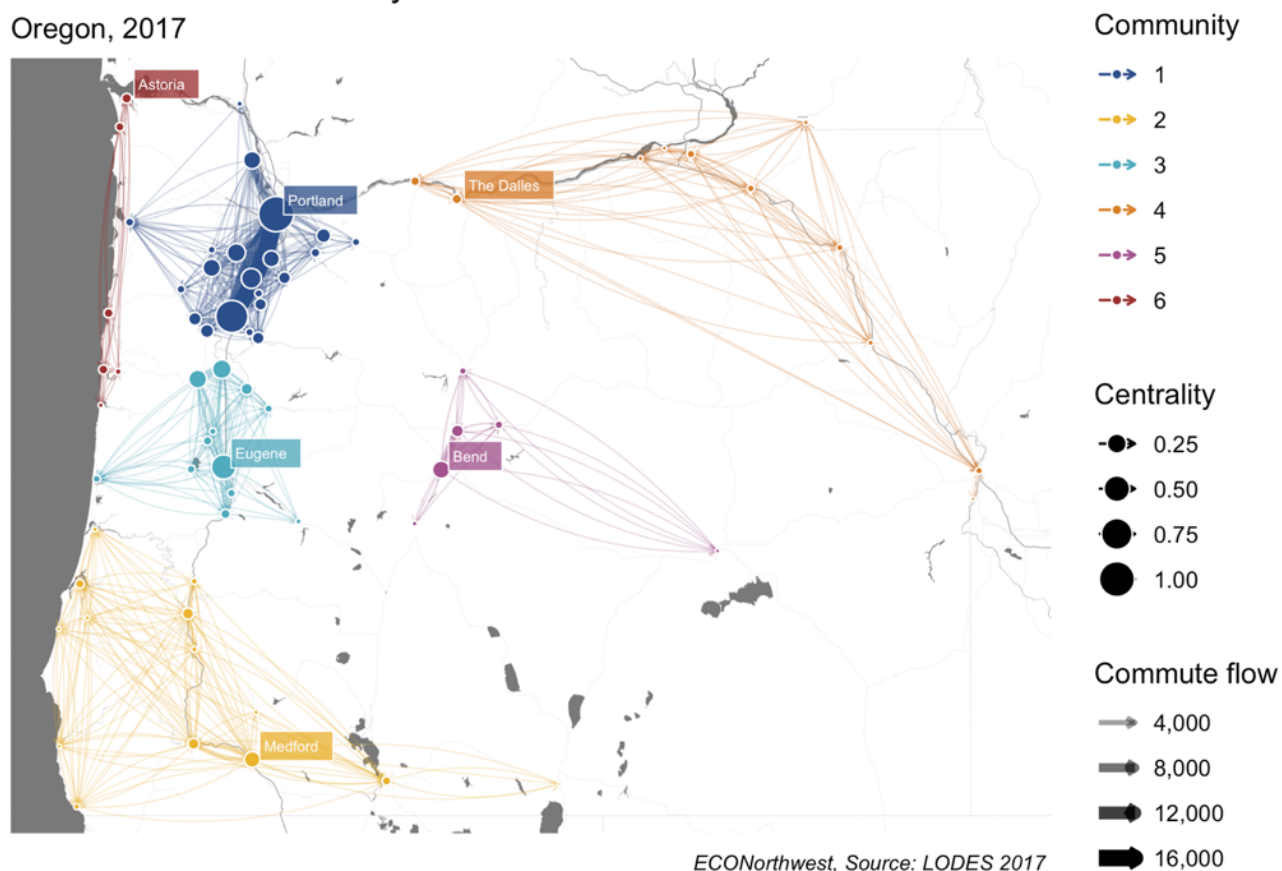 Oregon, 2017
Astoria
Portland
The Dalles
Eugene
Bend
Medford
Community
1
2
3
4
5
6
Centrality
0.25
0.50
0.75
1.00
Commute flow
4,000
8,000
12,000
16,000
ECONorthwest, Source: LODES 2017